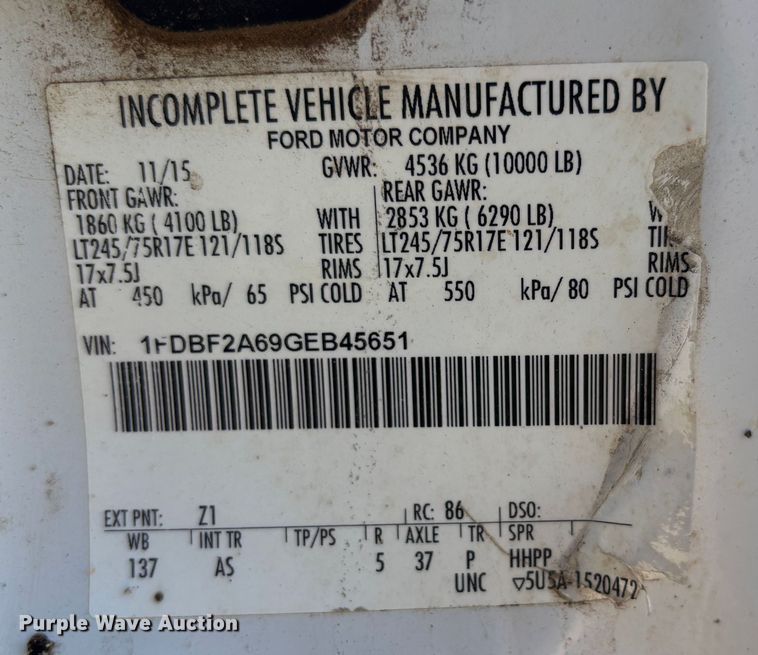 INCOMPLETE VEHICLE MANUFACTURED BY
FORD MOTOR COMPANY
DATE: 11/15 GVWR: 4536 KG (10000 LB)
FRONT GAWR: REAR GAWR:
1860 KG ( 4100 LB) WITH 2853 KG ( 6290 LB)
LT245/75R17E 121/118S TIRES LT245/75R17E 121/118S
17x7.5J RIMS 17x7.5J RIMS
AT 450 kPa/ 65 PSI COLD AT 550 kPa/ 80 PSI COLD
VIN: 1FDBF2A69GEB45651
EXT PNT: Z1 RC: 86 DSO:
WB INT TR TP/PS R AXLE TR SPR
137 AS 5 37 P HHPP
UNC ▽5U5A-1520472
Purple Wave Auction